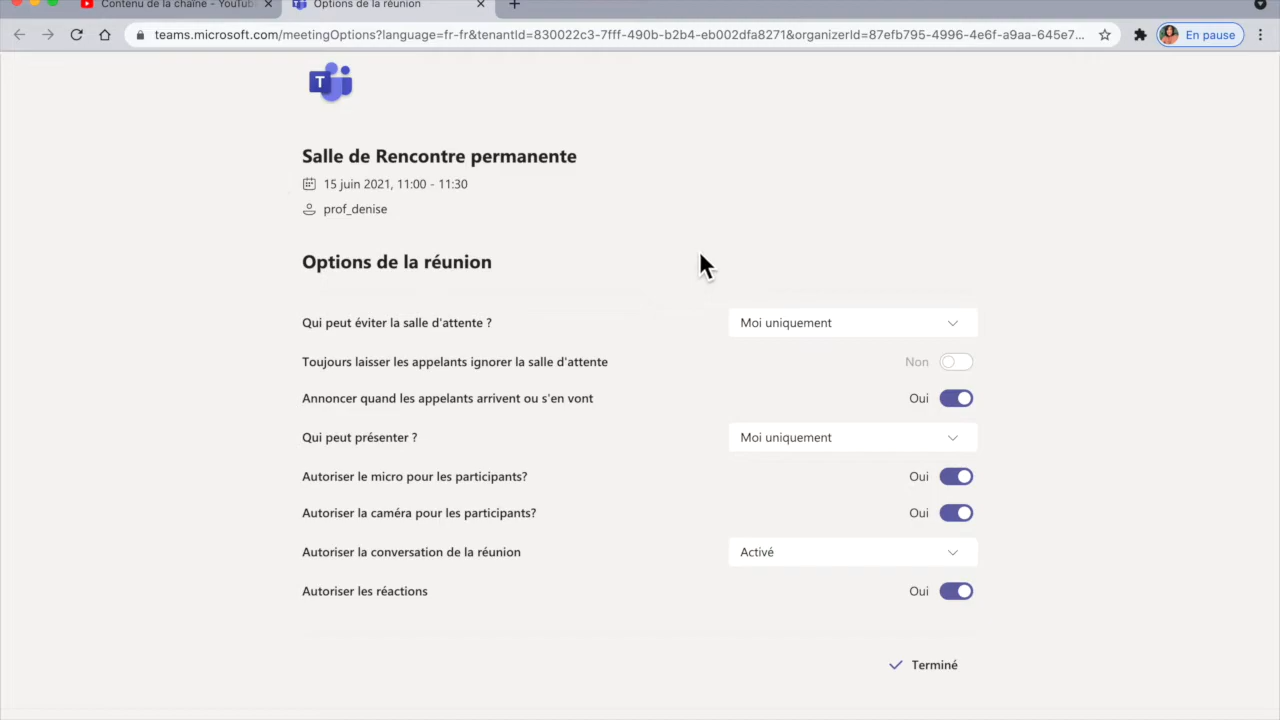 Contenu de la chaîne - YouTub
Options de la réunion
teams.microsoft.com/meetingOptions?language=fr-fr&tenantId=830022c3-7fff-490b-b2b4-eb002dfa8271&organizerId=87efb795-4996-4e6f-a9aa-645e7...
En pause
T
Salle de Rencontre permanente
15 juin 2021, 11:00 - 11:30
prof_denise
Options de la réunion
Qui peut éviter la salle d'attente ? Moi uniquement
Toujours laisser les appelants ignorer la salle d'attente Non
Annoncer quand les appelants arrivent ou s'en vont Oui
Qui peut présenter ? Moi uniquement
Autoriser le micro pour les participants? Oui
Autoriser la caméra pour les participants? Oui
Autoriser la conversation de la réunion Activé
Autoriser les réactions Oui
Terminé